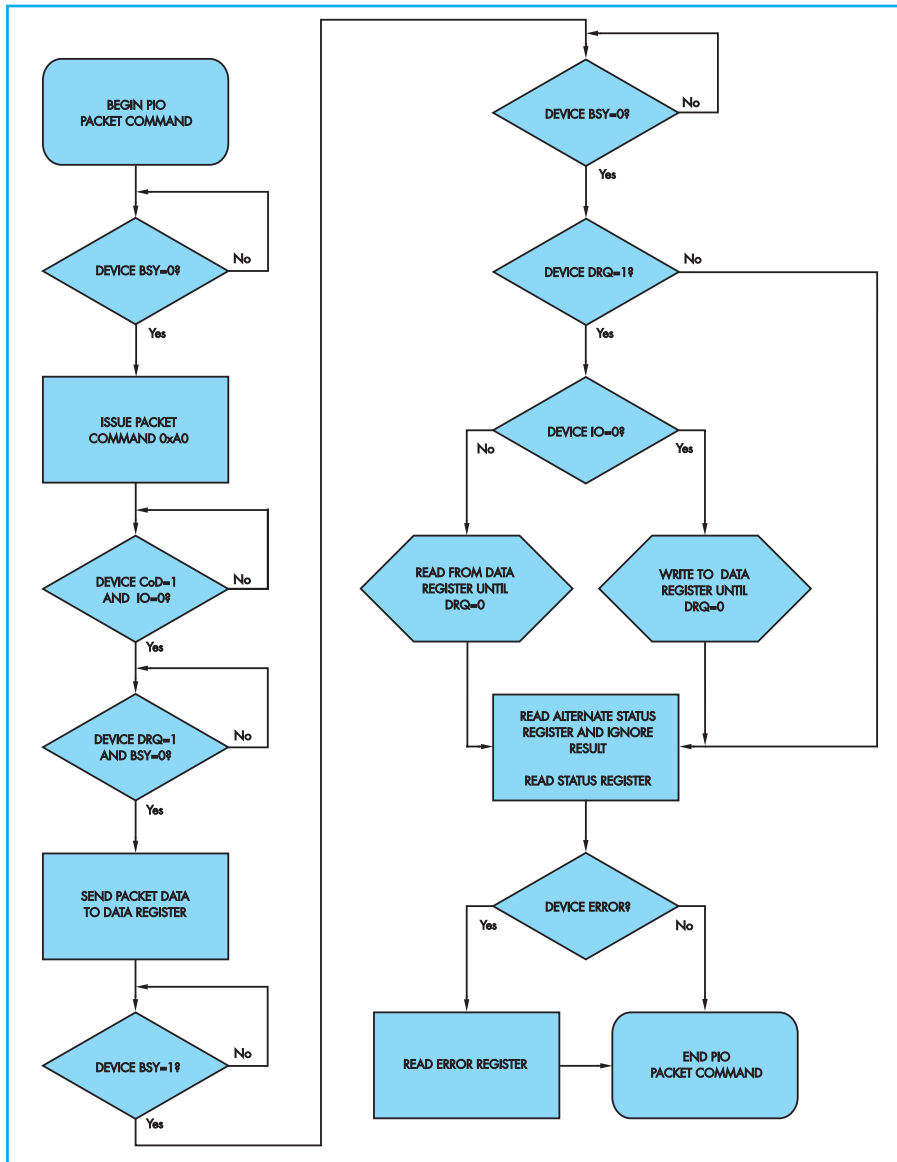 BEGIN PIO
PACKET COMMAND
DEVICE BSY=0?
No
Yes
ISSUE PACKET
COMMAND 0xA0
DEVICE CoD=1
AND IO=0?
No
Yes
DEVICE DRQ=1
AND BSY=0?
No
Yes
SEND PACKET DATA
TO DATA REGISTER
DEVICE BSY=1?
No
Yes
DEVICE BSY=0?
No
Yes
DEVICE DRQ=1?
No
Yes
DEVICE IO=0?
No
Yes
READ FROM DATA
REGISTER UNTIL
DRQ=0
WRITE TO DATA
REGISTER UNTIL
DRQ=0
READ ALTERNATE STATUS
REGISTER AND IGNORE
RESULT
READ STATUS REGISTER
DEVICE ERROR?
Yes
No
READ ERROR REGISTER
END PIO
PACKET COMMAND